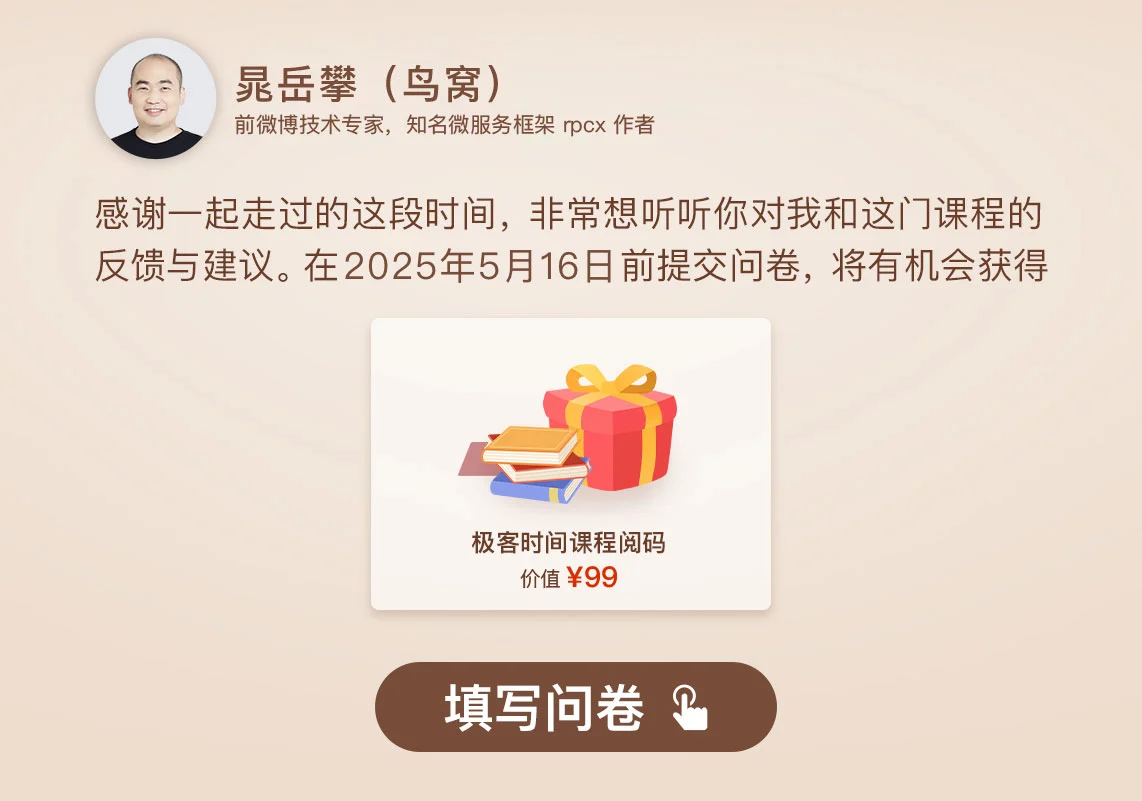 晁岳攀（鸟窝）
前微博技术专家，知名微服务框架 rpcx 作者
感谢一起走过的这段时间，非常想听听你对我和这门课程的
反馈与建议。在2025年5月16日前提交问卷，将有机会获得
极客时间课程阅码
价值 ¥99
填写问卷